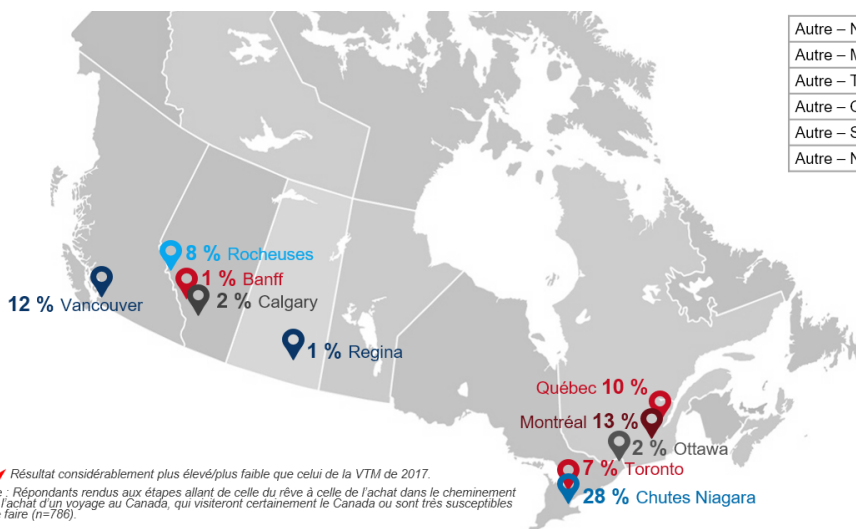 Autre –
Autre –
Autre –
Autre –
Autre –
Autre –
8 % Rocheuses
1 % Banff
12 % Vancouver
2 % Calgary
1 % Regina
Québec 10 %
Montréal 13 %
2 % Ottawa
7 % Toronto
28 % Chutes Niagara
Résultat considérablement plus élevé/plus faible que celui de la VTM de 2017.
: Répondants rendus aux étapes allant de celle du rêve à celle de l'achat dans le cheminement
l'achat d'un voyage au Canada, qui visiteront certainement le Canada ou sont très susceptibles
faire (n=786).